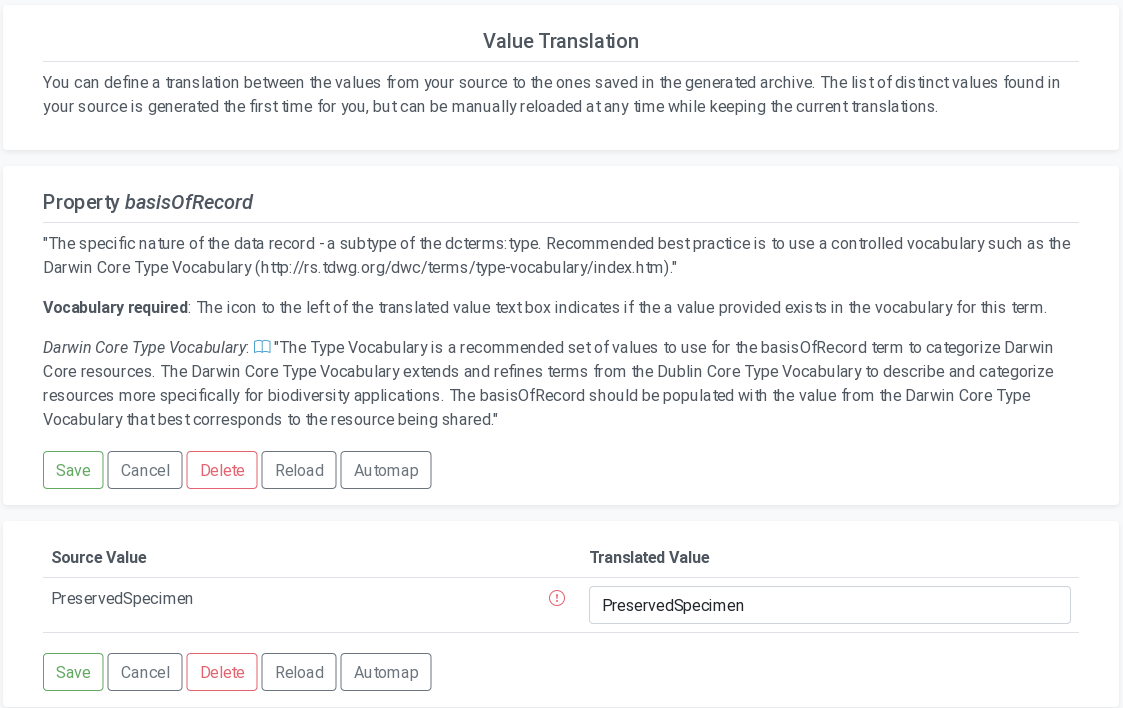 Value Translation
You can define a translation between the values from your source to the ones saved in the generated archive. The list of distinct values found in
your source is generated the first time for you, but can be manually reloaded at any time while keeping the current translations.
Property basisOfRecord
"The specific nature of the data record - a subtype of the dcterms:type. Recommended best practice is to use a controlled vocabulary such as the
Darwin Core Type Vocabulary (http://rs.tdwg.org/dwc/terms/type-vocabulary/index.htm)."
Vocabulary required: The icon to the left of the translated value text box indicates if the a value provided exists in the vocabulary for this term.
Darwin Core Type Vocabulary: "The Type Vocabulary is a recommended set of values to use for the basisOfRecord term to categorize Darwin
Core resources. The Darwin Core Type Vocabulary extends and refines terms from the Dublin Core Type Vocabulary to describe and categorize
resources more specifically for biodiversity applications. The basisOfRecord should be populated with the value from the Darwin Core Type
Vocabulary that best corresponds to the resource being shared."
Save Cancel Delete Reload Automap
Source Value Translated Value
PreservedSpecimen PreservedSpecimen
Save Cancel Delete Reload Automap